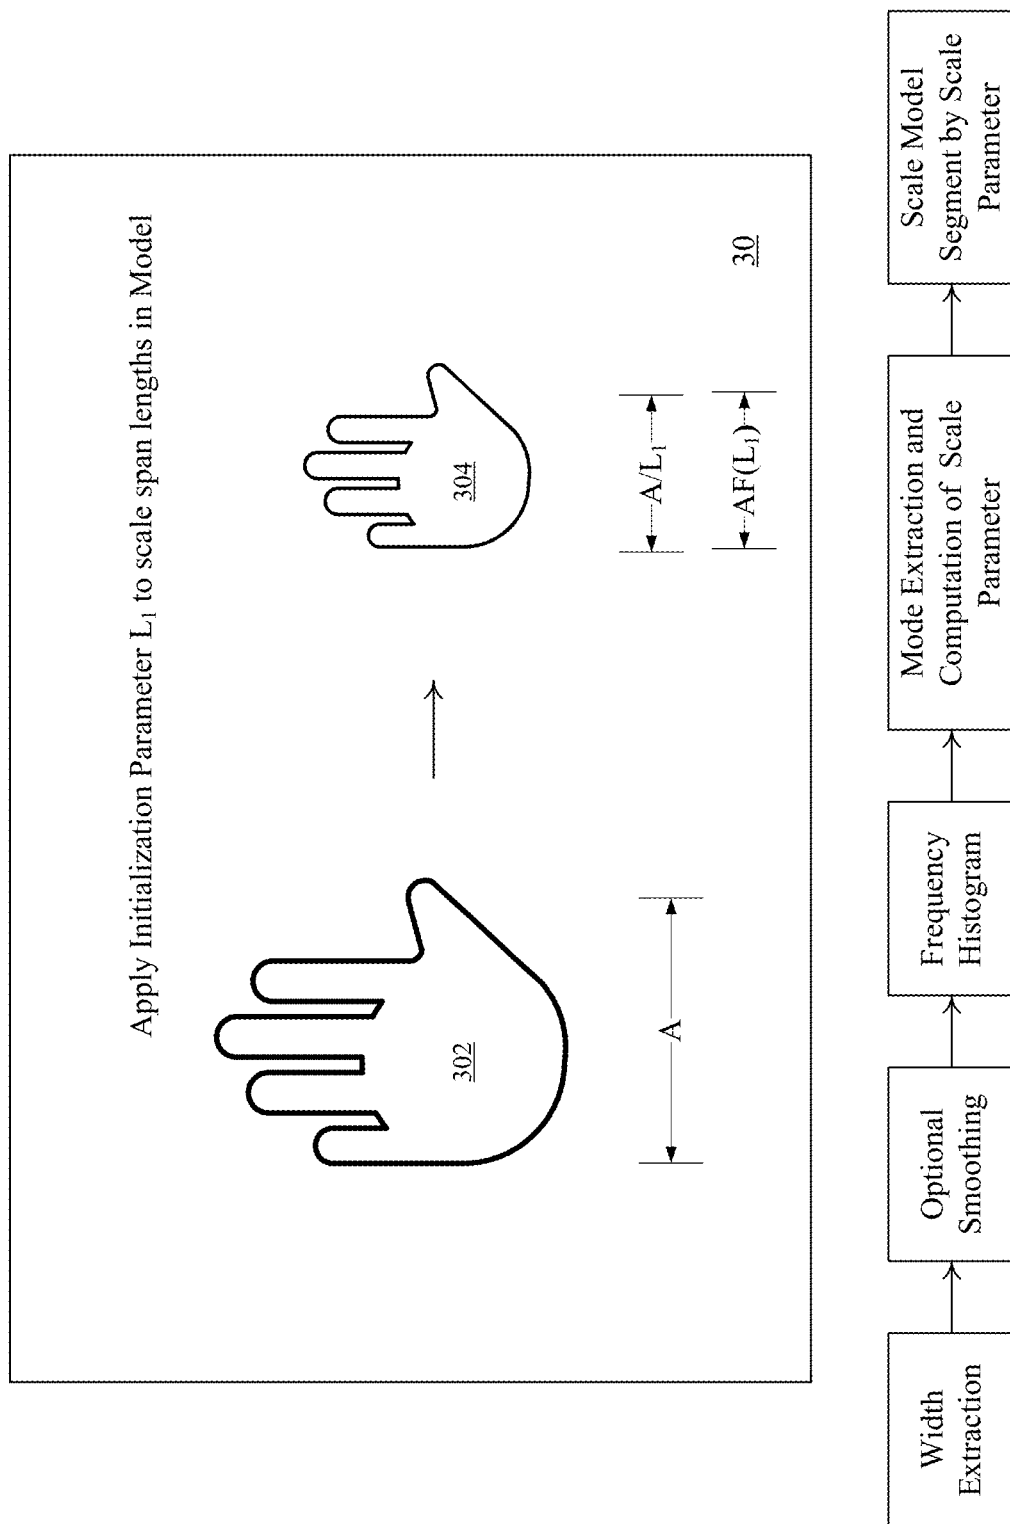 Apply Initialization Parameter L₁ to scale span lengths in Model
302
304
A
A/L₁
AF(L₁)
30
Width
Extraction
Optional
Smoothing
Frequency
Histogram
Mode Extraction and
Computation of Scale
Parameter
Scale Model
Segment by Scale
Parameter